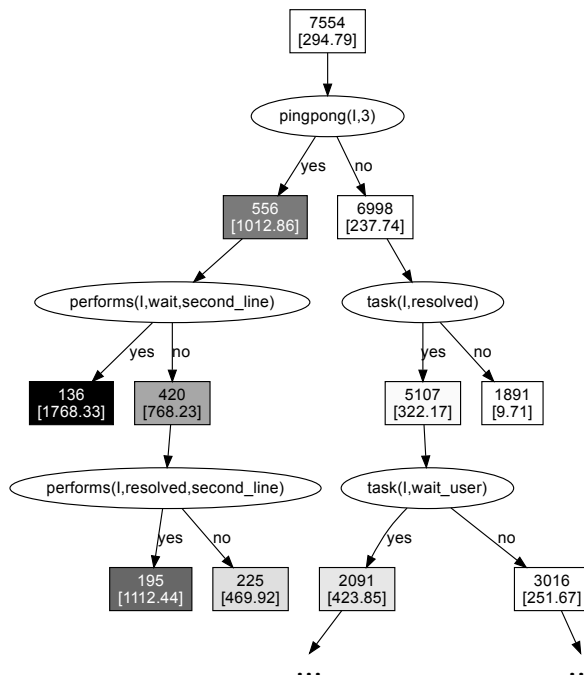 7554
[294.79]
pingpong(I,3)
yes no
556 6998
[1012.86] [237.74]
performs(I,wait,second_line) task(I,resolved)
yes no yes no
136 420 5107 1891
[1768.33] [768.23] [322.17] [9.71]
performs(I,resolved,second_line) task(I,wait_user)
yes no yes no
195 225 2091 3016
[1112.44] [469.92] [423.85] [251.67]
... ..